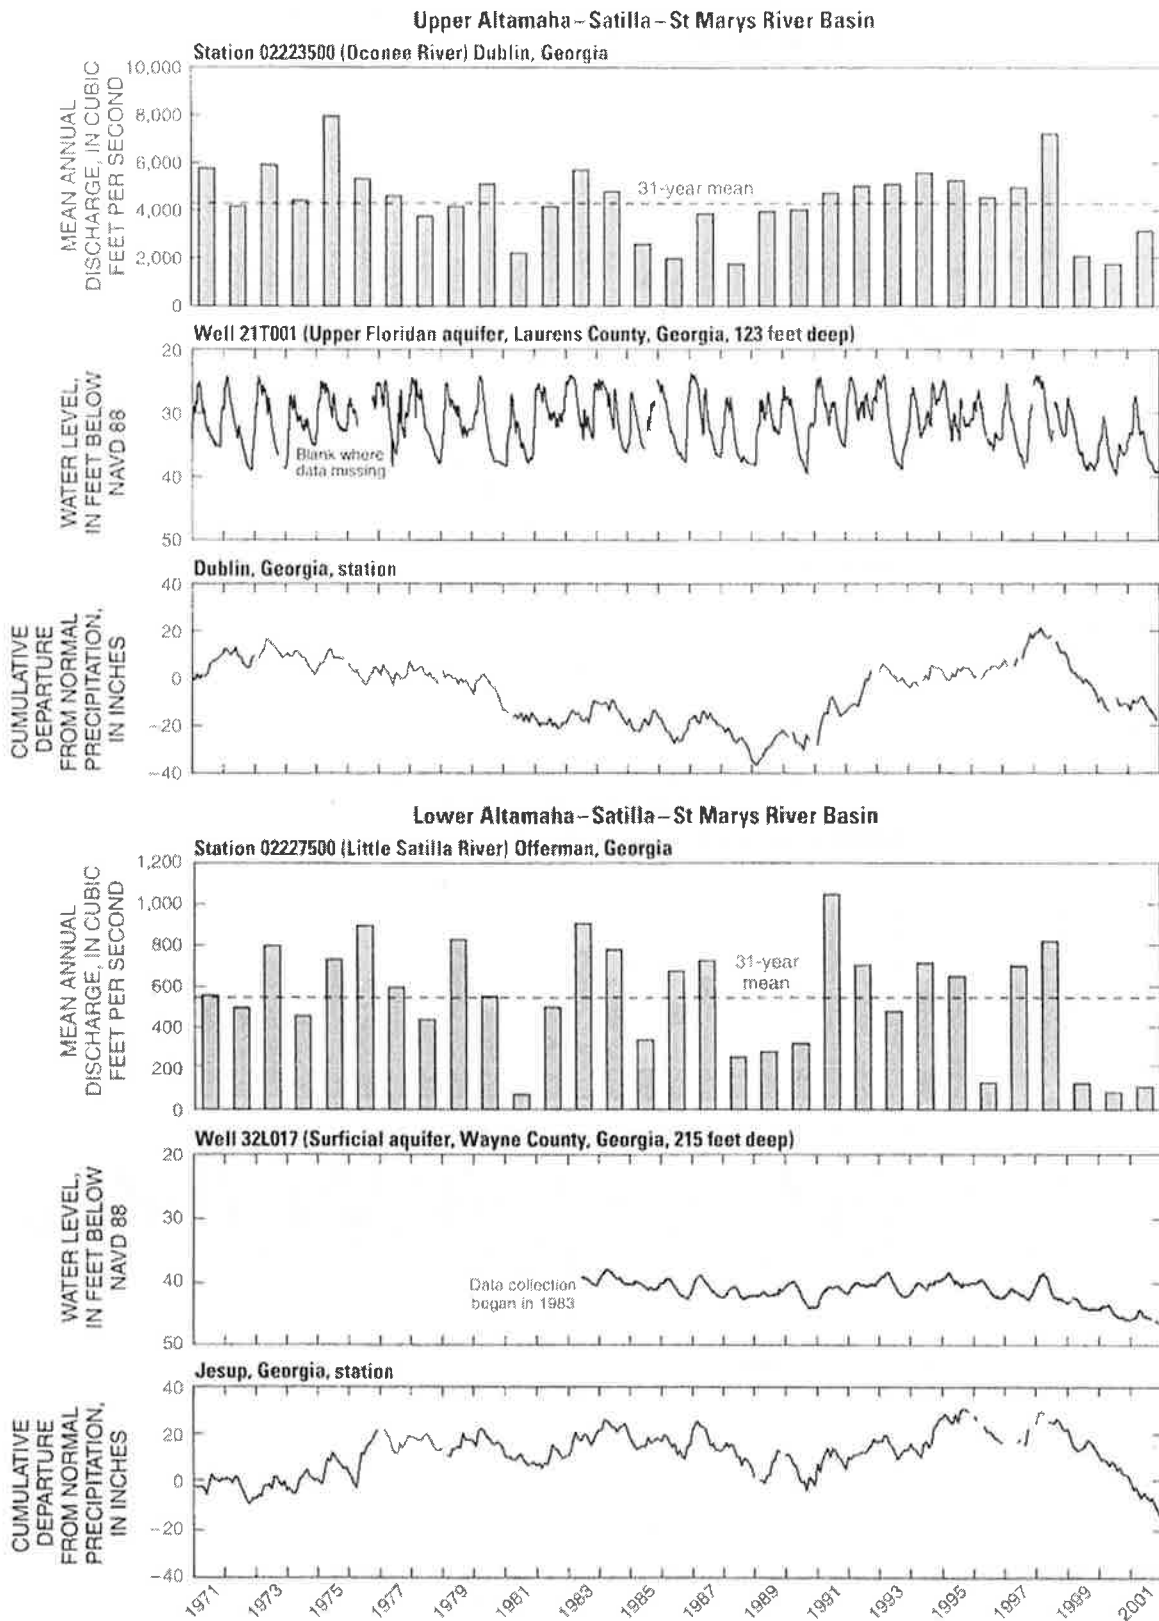 Upper Altamaha–Satilla–St Marys River Basin
Station 02223500 (Oconee River) Dublin, Georgia
MEAN ANNUAL
DISCHARGE, IN CUBIC
FEET PER SECOND
10,000
8,000
6,000
4,000
2,000
0
31-year mean
Well 21T001 (Upper Floridan aquifer, Laurens County, Georgia, 123 feet deep)
WATER LEVEL,
IN FEET BELOW
NAVD 88
20
30
40
50
Blank where
data missing
Dublin, Georgia, station
CUMULATIVE
DEPARTURE
FROM NORMAL
PRECIPITATION,
IN INCHES
40
20
0
−20
−40
Lower Altamaha–Satilla–St Marys River Basin
Station 02227500 (Little Satilla River) Offerman, Georgia
MEAN ANNUAL
DISCHARGE, IN CUBIC
FEET PER SECOND
1,200
1,000
800
600
400
200
0
31-year
mean
Well 32L017 (Surficial aquifer, Wayne County, Georgia, 215 feet deep)
WATER LEVEL,
IN FEET BELOW
NAVD 88
20
30
40
50
Data collection
began in 1983
Jesup, Georgia, station
CUMULATIVE
DEPARTURE
FROM NORMAL
PRECIPITATION,
IN INCHES
40
20
0
−20
−40
1971 1973 1975 1977 1979 1981 1983 1985 1987 1989 1991 1993 1995 1997 1999 2001